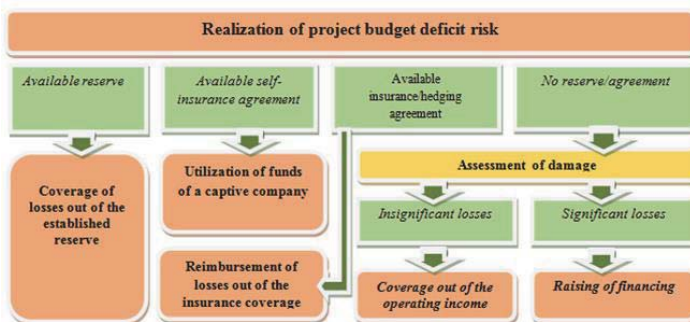 Realization of project budget deficit risk
Available reserve
Available self-
insurance agreement
Available
insurance/hedging
agreement
No reserve/agreement
Coverage of
losses out of the
established
reserve
Utilization of funds
of a captive company
Assessment of damage
Insignificant losses
Significant losses
Reimbursement of
losses out of the
insurance coverage
Coverage out of the
operating income
Raising of financing